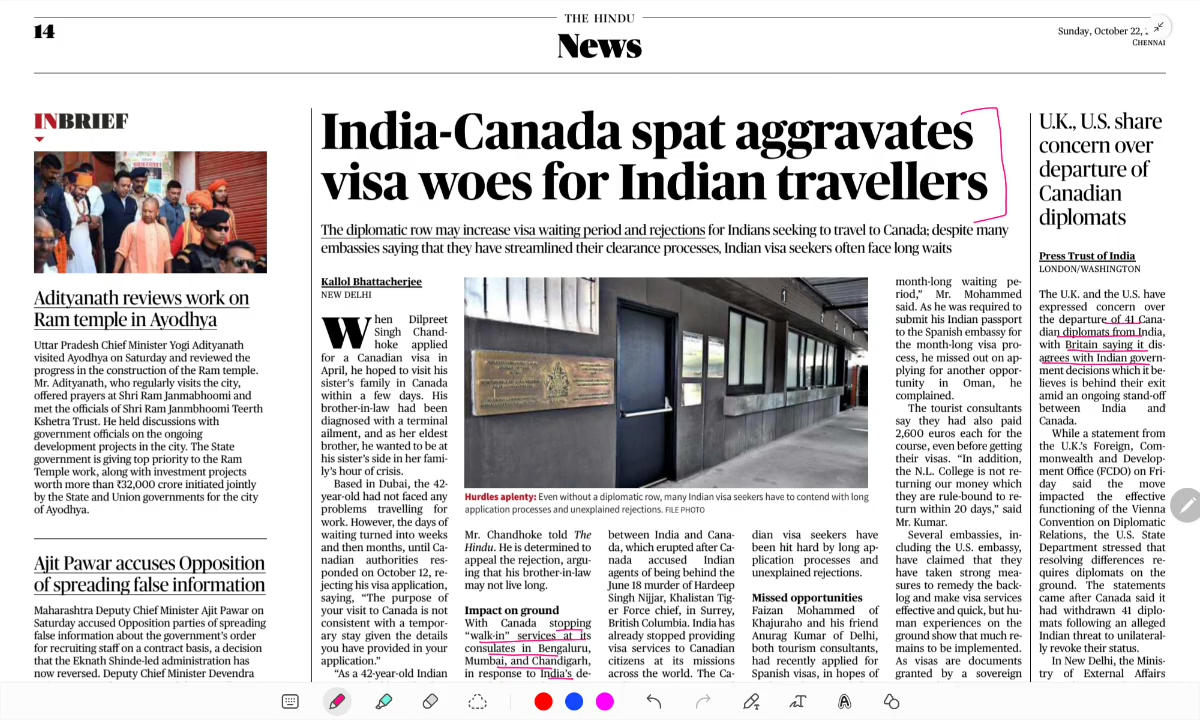 14
THE HINDU
News
Sunday, October 22,
CHENNAI
INBRIEF
Adityanath reviews work on
Ram temple in Ayodhya
Uttar Pradesh Chief Minister Yogi Adityanath
visited Ayodhya on Saturday and reviewed the
progress in the construction of the Ram temple.
Mr. Adityanath, who regularly visits the city,
offered prayers at Shri Ram Janmabhoomi and
met the officials of Shri Ram Janmbhoomi Teerth
Kshetra Trust. He held discussions with
government officials on the ongoing
development projects in the city. The State
government is giving top priority to the Ram
Temple work, along with investment projects
worth more than ₹32,000 crore initiated jointly
by the State and Union governments for the city
of Ayodhya.
Ajit Pawar accuses Opposition
of spreading false information
Maharashtra Deputy Chief Minister Ajit Pawar on
Saturday accused Opposition parties of spreading
false information about the government's order
for recruiting staff on a contract basis, a decision
that the Eknath Shinde-led administration has
now reversed. Deputy Chief Minister Devendra
India-Canada spat aggravates
visa woes for Indian travellers
The diplomatic row may increase visa waiting period and rejections for Indians seeking to travel to Canada; despite many
embassies saying that they have streamlined their clearance processes, Indian visa seekers often face long waits
Kallol Bhattacherjee
NEW DELHI
When Dilpreet
Singh Chand-
hoke applied
for a Canadian visa in
April, he hoped to visit his
sister's family in Canada
within a few days. His
brother-in-law had been
diagnosed with a terminal
ailment, and as her eldest
brother, he wanted to be at
his sister's side in her fami-
ly's hour of crisis.
Based in Dubai, the 42-
year-old had not faced any
problems travelling for
work. However, the days of
waiting turned into weeks
and then months, until Ca-
nadian authorities res-
ponded on October 12, re-
jecting his visa application,
saying, “The purpose of
your visit to Canada is not
consistent with a tempor-
ary stay given the details
you have provided in your
application.”
“As a 42-year-old Indian
Hurdles aplenty: Even without a diplomatic row, many Indian visa seekers have to contend with long
application processes and unexplained rejections. FILE PHOTO
Mr. Chandhoke told The
Hindu. He is determined to
appeal the rejection, argu-
ing that his brother-in-law
may not live long.
Impact on ground
With Canada stopping
“walk-in” services at its
consulates in Bengaluru,
Mumbai, and Chandigarh,
in response to India's de-
between India and Cana-
da, which erupted after Ca-
nada accused Indian
agents of being behind the
June 18 murder of Hardeep
Singh Nijjar, Khalistan Tig-
er Force chief, in Surrey,
British Columbia. India has
already stopped providing
visa services to Canadian
citizens at its missions
across the world. The Ca-
dian visa seekers have
been hit hard by long ap-
plication processes and
unexplained rejections.
Missed opportunities
Faizan Mohammed of
Khajuraho and his friend
Anurag Kumar of Delhi,
both tourism consultants,
had recently applied for
Spanish visas, in hopes of
month-long waiting pe-
riod,” Mr. Mohammed
said. As he was required to
submit his Indian passport
to the Spanish embassy for
the month-long visa pro-
cess, he missed out on ap-
plying for another oppor-
tunity in Oman, he
complained.
The tourist consultants
say they had also paid
2,600 euros each for the
course, even before getting
their visas. “In addition,
the N.L. College is not re-
turning our money which
they are rule-bound to re-
turn within 20 days,” said
Mr. Kumar.
Several embassies, in-
cluding the U.S. embassy,
have claimed that they
have taken strong mea-
sures to remedy the back-
log and make visa services
effective and quick, but hu-
man experiences on the
ground show that much re-
mains to be implemented.
As visas are documents
granted by a sovereign
U.K., U.S. share
concern over
departure of
Canadian
diplomats
Press Trust of India
LONDON/WASHINGTON
The U.K. and the U.S. have
expressed concern over
the departure of 41 Cana-
dian diplomats from India,
with Britain saying it dis-
agrees with Indian govern-
ment decisions which it be-
lieves is behind their exit
amid an ongoing stand-off
between India and
Canada.
While a statement from
the U.K.'s Foreign, Com-
monwealth and Develop-
ment Office (FCDO) on Fri-
day said the move
impacted the effective
functioning of the Vienna
Convention on Diplomatic
Relations, the U.S. State
Department stressed that
resolving differences re-
quires diplomats on the
ground. The statements
came after Canada said it
had withdrawn 41 diplo-
mats following an alleged
Indian threat to unilateral-
ly revoke their status.
In New Delhi, the Minis-
try of External Affairs